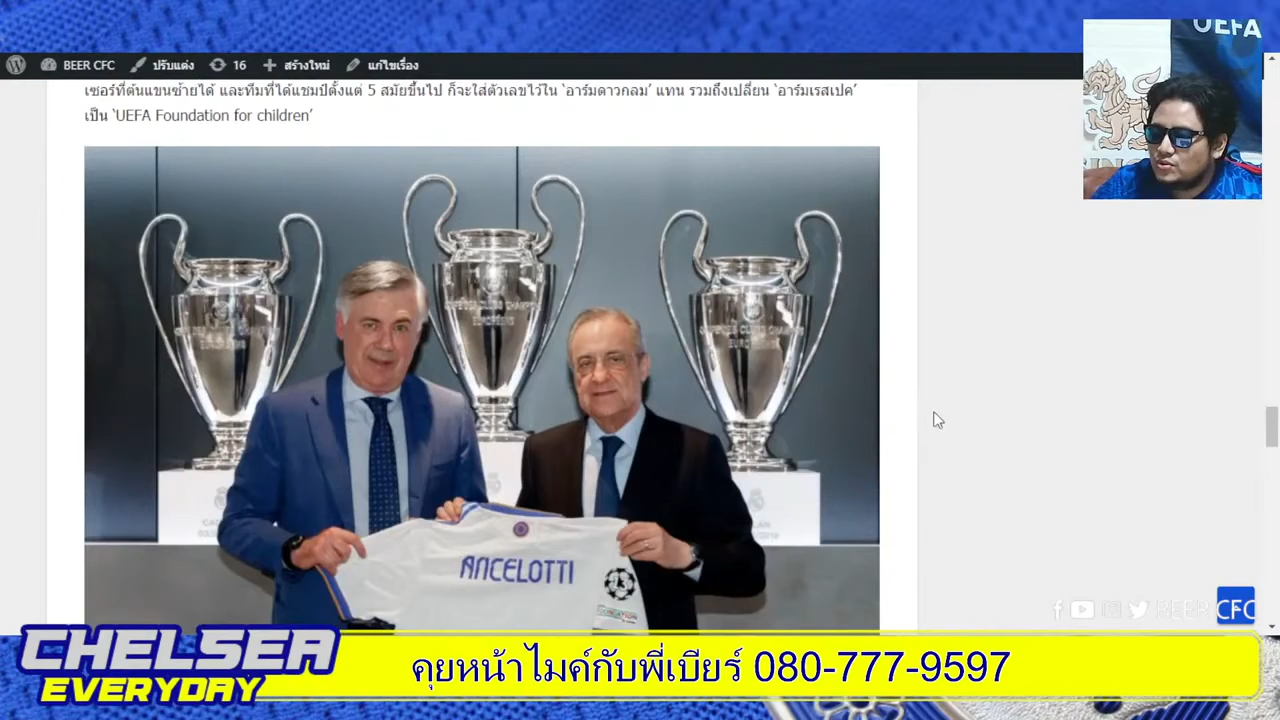 UEFA
BEER CFC ปรับแต่ง 16 สร้างใหม่ แก้ไขเรื่อง
เซอร์ที่ต้นแขนซ้ายได้ และทีมที่ได้แชมป์ตั้งแต่ 5 สมัยขึ้นไป ก็จะใส่ตัวเลขไว้ใน ‘อาร์มดาวกลม’ แทน รวมถึงเปลี่ยน ‘อาร์มเรสเปค’
เป็น ‘UEFA Foundation for children’
ANCELOTTI
13
BEER CFC
CHELSEA
EVERYDAY
คุยหน้าไมค์กับพี่เบียร์ 080-777-9597